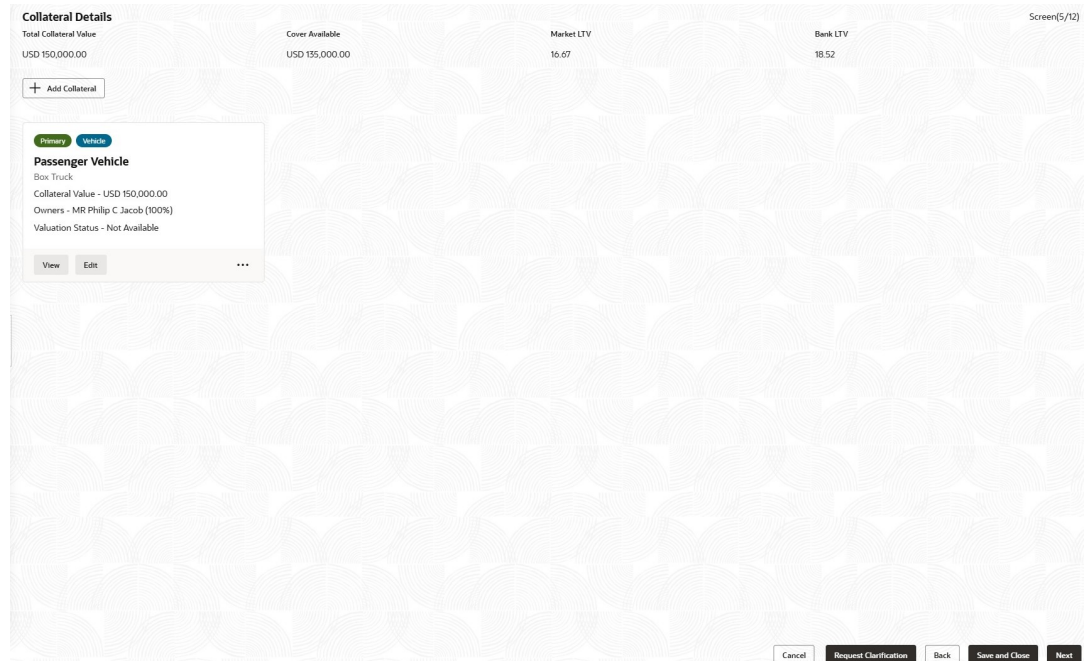 Collateral Details
Screen(5/12)
Total Collateral Value
Cover Available
Market LTV
Bank LTV
USD 150,000.00
USD 135,000.00
16.67
18.52
+ Add Collateral
Primary
Vehicle
Passenger Vehicle
Box Truck
Collateral Value - USD 150,000.00
Owners - MR Philip C Jacob (100%)
Valuation Status - Not Available
View
Edit
...
Cancel
Request Clarification
Back
Save and Close
Next